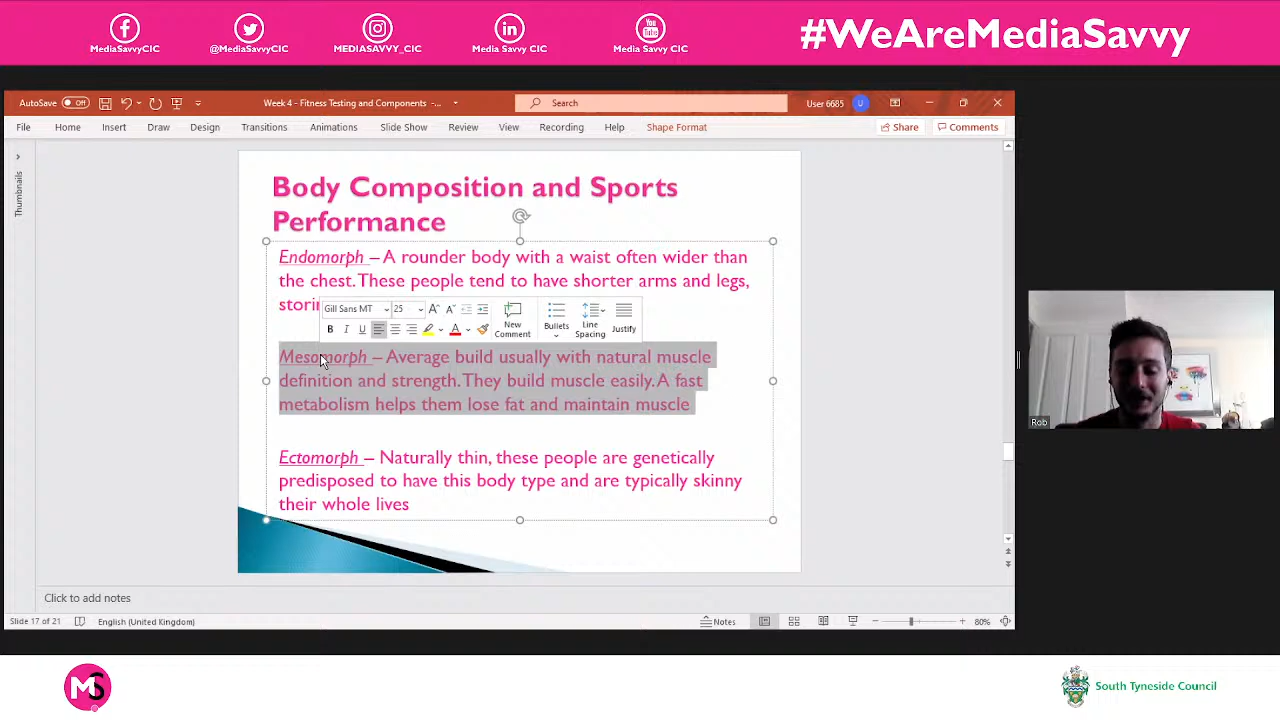 MediaSavvyCIC
@MediaSavvyCIC
MEDIASAVVY_CIC
Media Savvy CIC
You Tube
Media Savvy CIC
#WeAreMediaSavvy
AutoSave Off
Week 4 - Fitness Testing and Components -...
Search
User 6685
U
File Home Insert Draw Design Transitions Animations Slide Show Review View Recording Help Shape Format
Share
Comments
Thumbnails
Body Composition and Sports
Performance
Endomorph – A rounder body with a waist often wider than
the chest. These people tend to have shorter arms and legs,
storin
Gill Sans MT 25
New Comment
Bullets
Line Spacing
Justify
Mesomorph – Average build usually with natural muscle
definition and strength. They build muscle easily. A fast
metabolism helps them lose fat and maintain muscle
Ectomorph – Naturally thin, these people are genetically
predisposed to have this body type and are typically skinny
their whole lives
Rob
Click to add notes
Slide 17 of 21 English (United Kingdom) Notes 80%
MS
South Tyneside Council